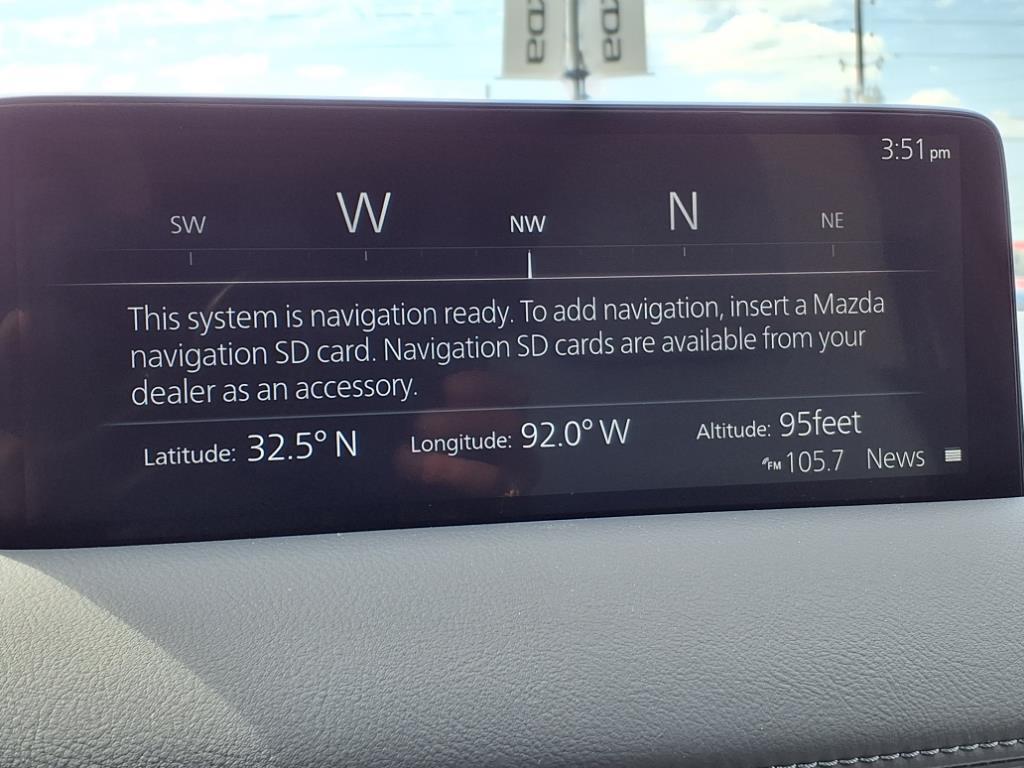 zda zda
3:51 pm
SW W NW N NE
This system is navigation ready. To add navigation, insert a Mazda
navigation SD card. Navigation SD cards are available from your
dealer as an accessory.
Latitude: 32.5° N Longitude: 92.0° W Altitude: 95feet
FM 105.7 News